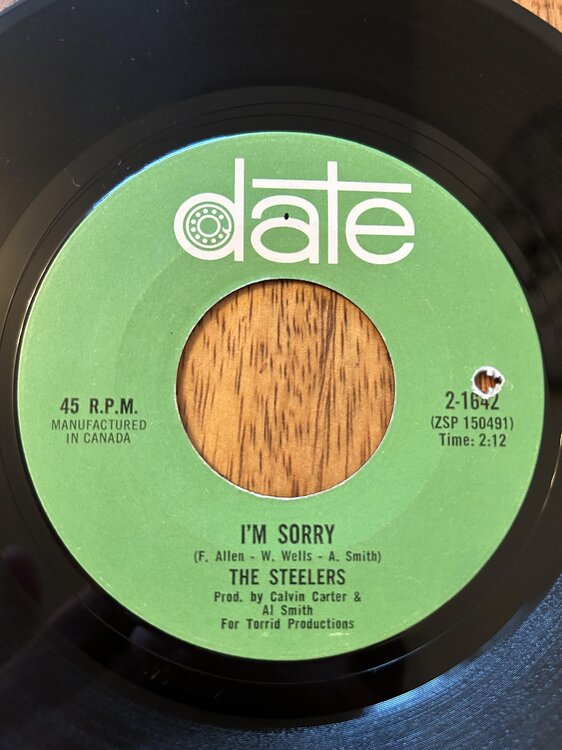 date
45 R.P.M.
MANUFACTURED
IN CANADA
2-1642
(ZSP 150491)
Time: 2:12
I'M SORRY
(F. Allen - W. Wells - A. Smith)
THE STEELERS
Prod. by Calvin Carter &
Al Smith
For Torrid Productions